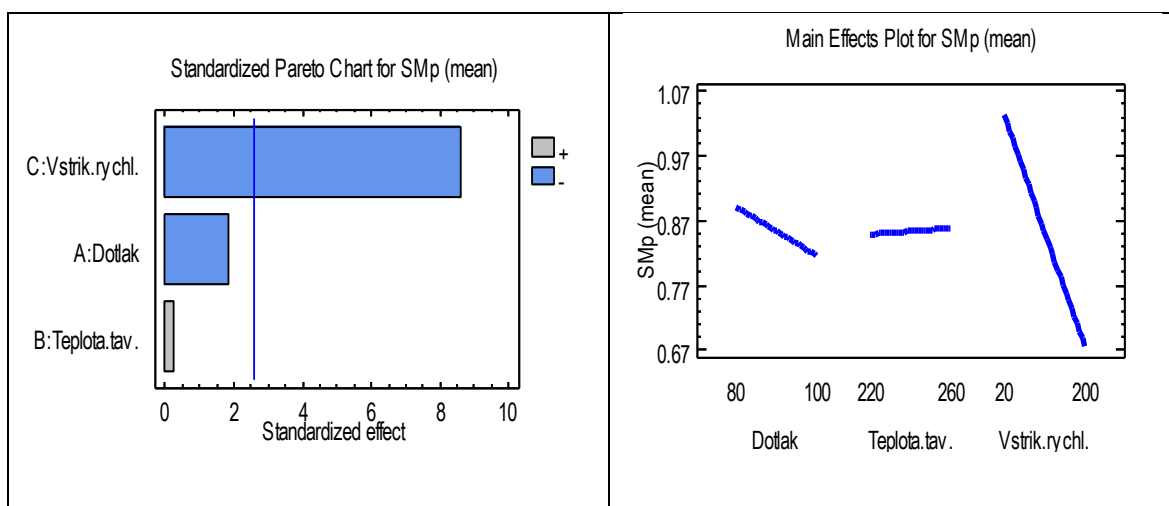 Standardized Pareto Chart for SMp (mean)
C:Vstrik.rychl.
A:Dotlak
B:Teplota.tav.
0 2 4 6 8 10
Standardized effect
+
-
Main Effects Plot for SMp (mean)
SMp (mean)
1.07
0.97
0.87
0.77
0.67
80 100 220 260 20 200
Dotlak Teplota.tav. Vstrik.rychl.